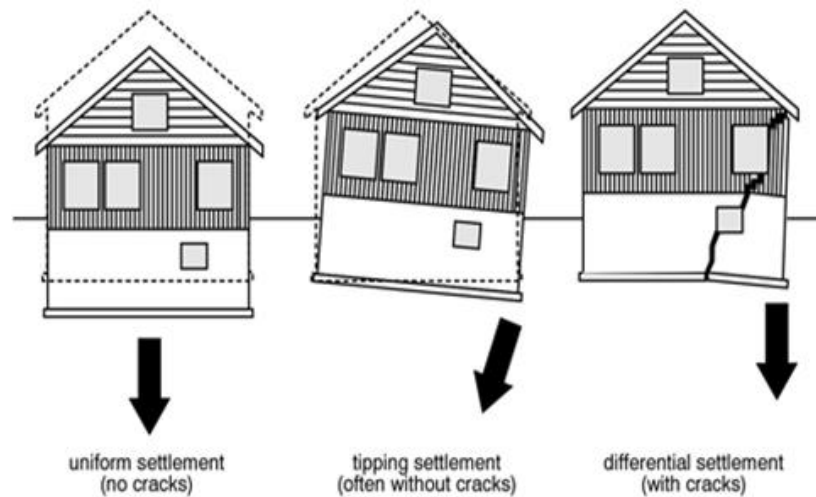 uniform settlement
(no cracks)
tipping settlement
(often without cracks)
differential settlement
(with cracks)